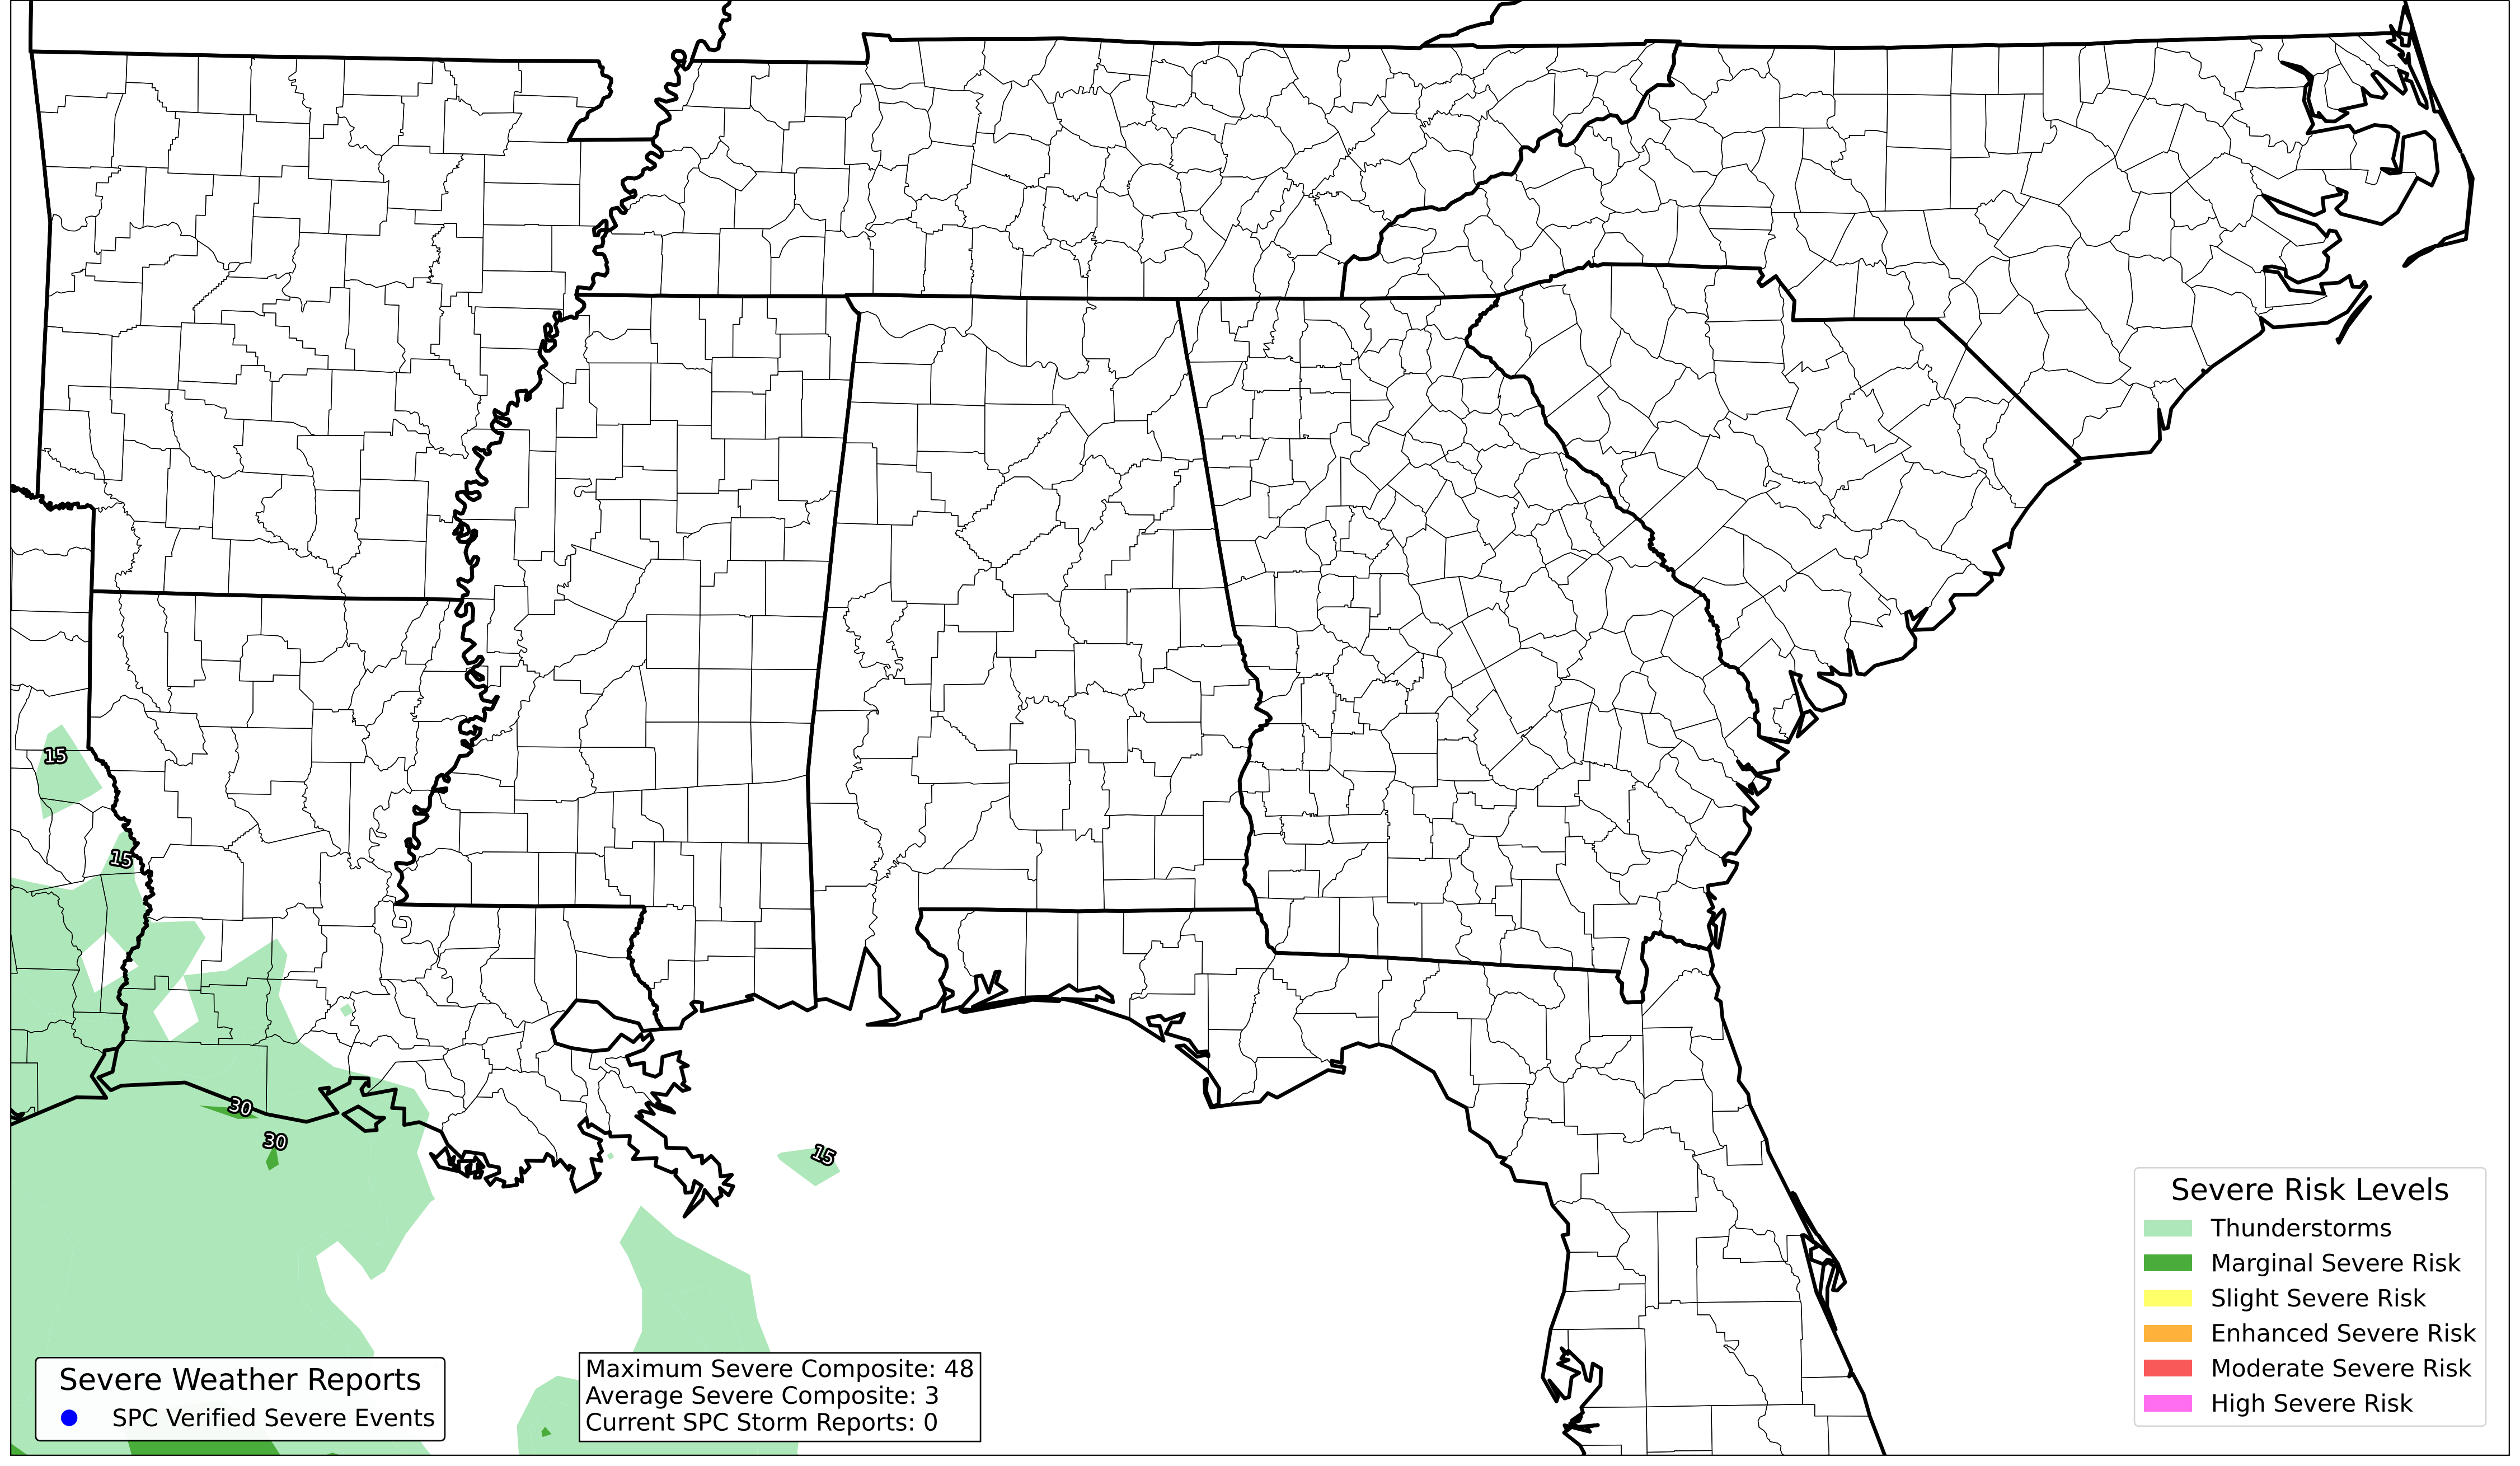 15
15
30
30
15
Severe Risk Levels
Thunderstorms
Marginal Severe Risk
Slight Severe Risk
Enhanced Severe Risk
Moderate Severe Risk
High Severe Risk
Severe Weather Reports
SPC Verified Severe Events
Maximum Severe Composite: 48
Average Severe Composite: 3
Current SPC Storm Reports: 0